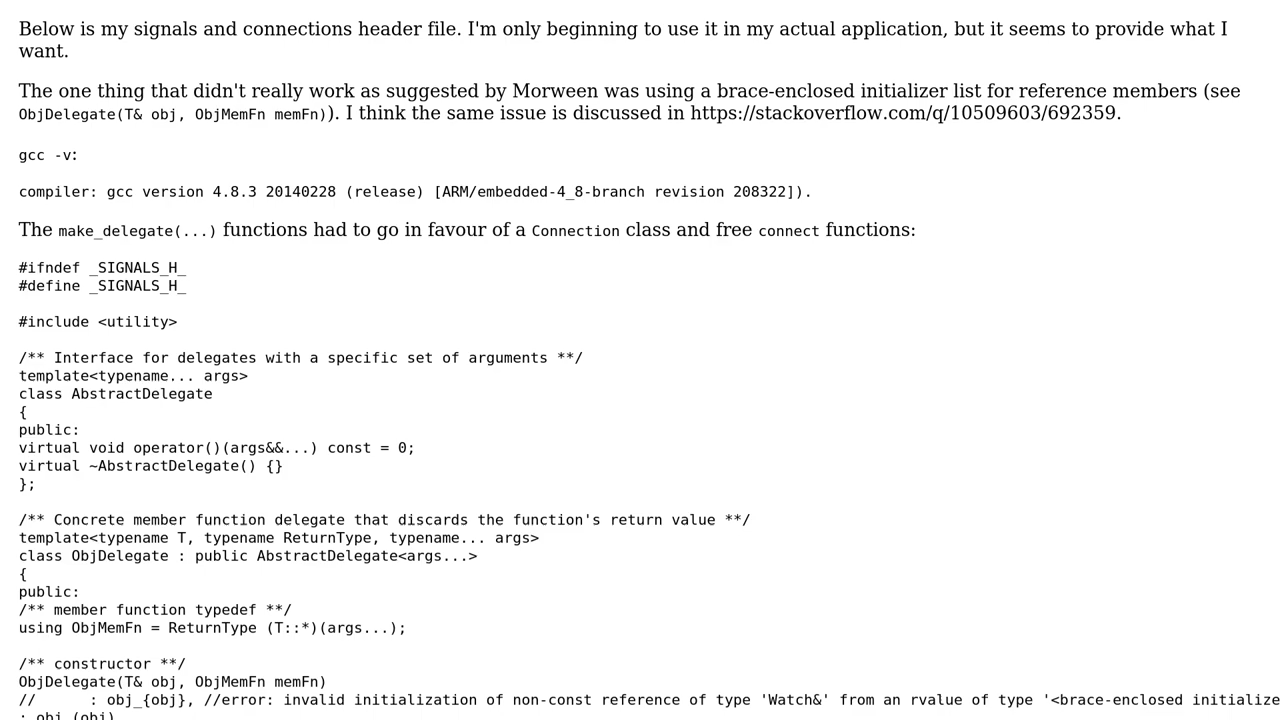 Below is my signals and connections header file. I'm only beginning to use it in my actual application, but it seems to provide what I
want.
The one thing that didn't really work as suggested by Morween was using a brace-enclosed initializer list for reference members (see
ObjDelegate(T& obj, ObjMemFn memFn)). I think the same issue is discussed in https://stackoverflow.com/q/10509603/692359.
gcc -v:
compiler: gcc version 4.8.3 20140228 (release) [ARM/embedded-4_8-branch revision 208322]).
The make_delegate(...) functions had to go in favour of a Connection class and free connect functions:
#ifndef _SIGNALS_H_
#define _SIGNALS_H_
#include <utility>
/** Interface for delegates with a specific set of arguments **/
template<typename... args>
class AbstractDelegate
{
public:
virtual void operator()(args&&...) const = 0;
virtual ~AbstractDelegate() {}
};
/** Concrete member function delegate that discards the function's return value **/
template<typename T, typename ReturnType, typename... args>
class ObjDelegate : public AbstractDelegate<args...>
{
public:
/** member function typedef **/
using ObjMemFn = ReturnType (T::*)(args...);
/** constructor **/
ObjDelegate(T& obj, ObjMemFn memFn)
//      : obj_{obj}, //error: invalid initialization of non-const reference of type 'Watch&' from an rvalue of type '<brace-enclosed initialize
: obj_(obj)